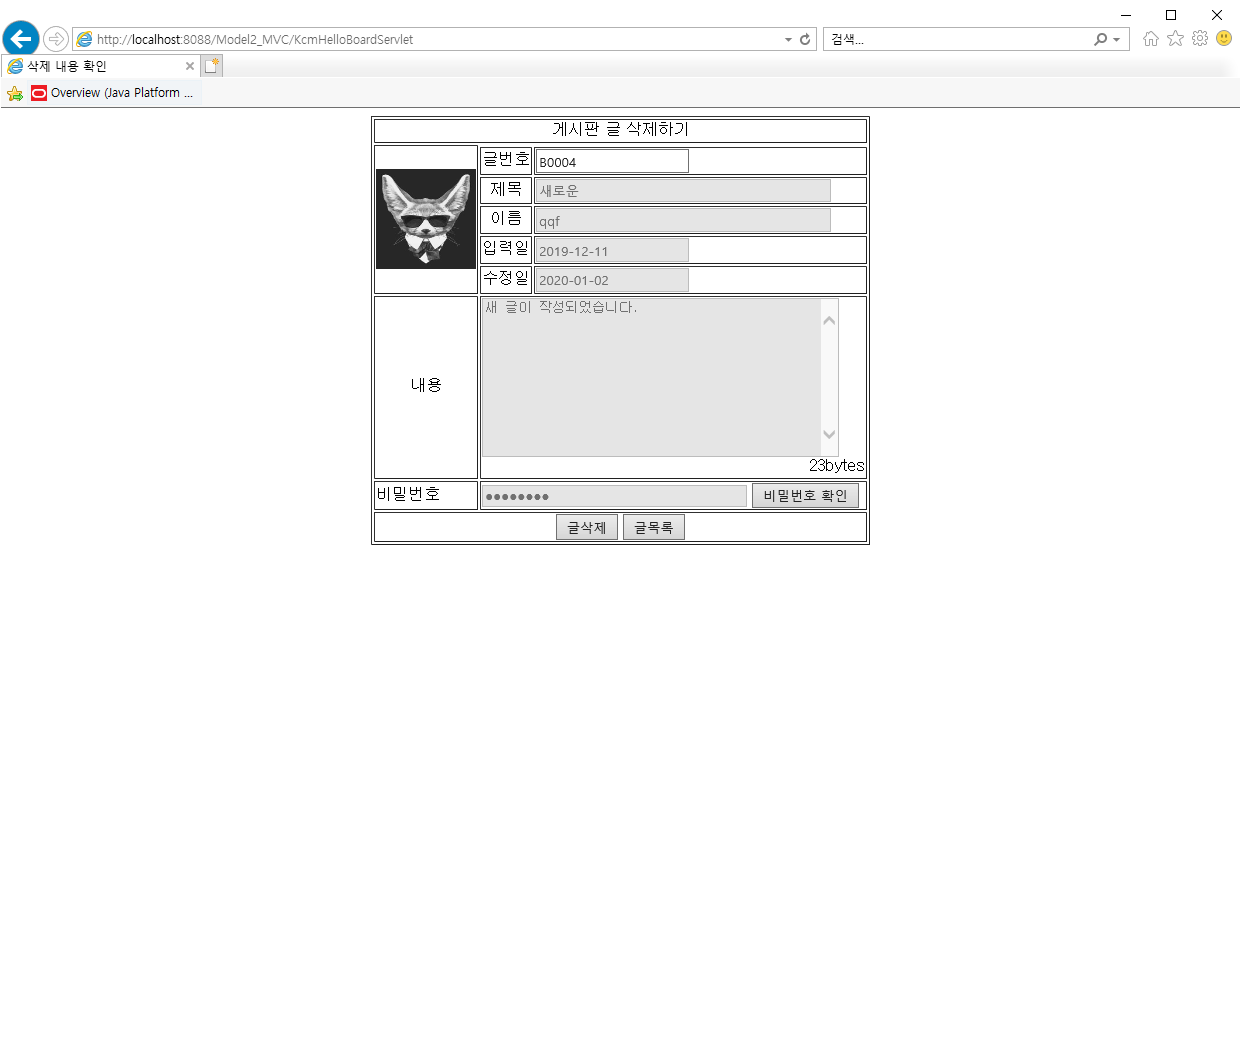 http://localhost:8088/Model2_MVC/KcmHelloBoardServlet
검색...
삭제 내용 확인
Overview (Java Platform ...
게시판 글 삭제하기
글번호 B0004
제목 새로운
이름 qqf
입력일 2019-12-11
수정일 2020-01-02
내용
새 글이 작성되었습니다.
23bytes
비밀번호 ●●●●●●●● 비밀번호 확인
글삭제 글목록